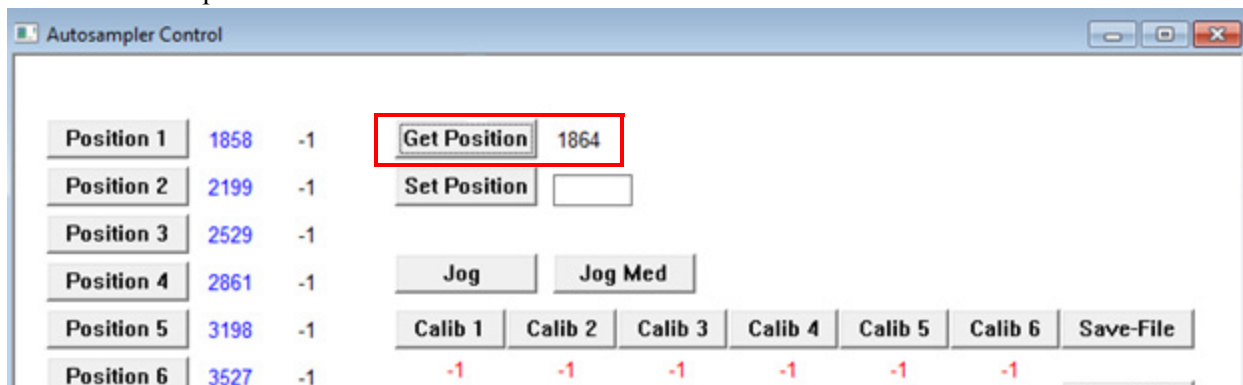 Autosampler Control
Position 1 1858 -1 Get Position 1864
Position 2 2199 -1 Set Position
Position 3 2529 -1
Position 4 2861 -1 Jog Jog Med
Position 5 3198 -1 Calib 1 Calib 2 Calib 3 Calib 4 Calib 5 Calib 6 Save-File
Position 6 3527 -1 -1 -1 -1 -1 -1 -1